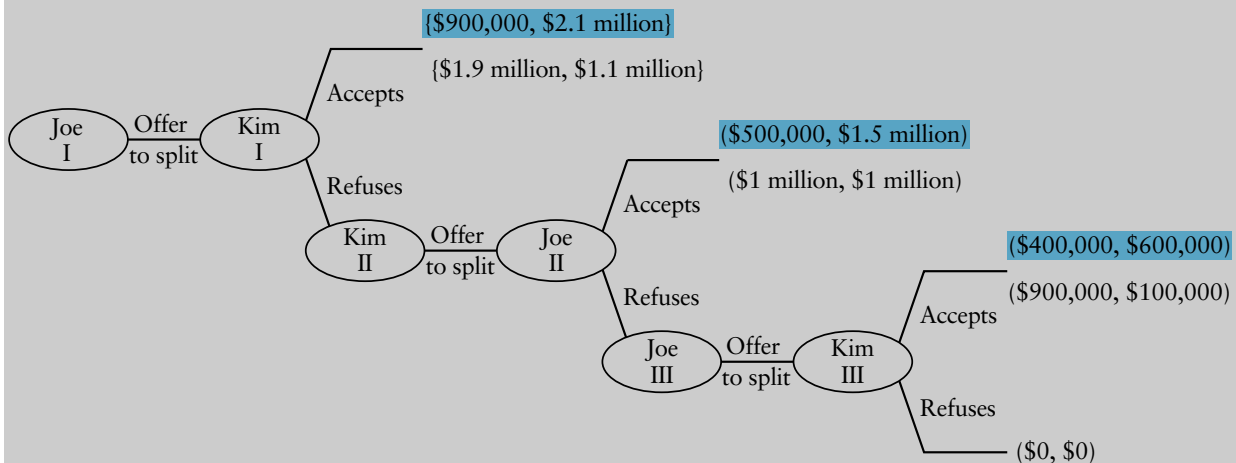 {$900,000, $2.1 million}
{$1.9 million, $1.1 million}
Accepts
Joe
I
Offer
to split
Kim
I
Refuses
($500,000, $1.5 million)
($1 million, $1 million)
Accepts
Kim
II
Offer
to split
Joe
II
Refuses
($400,000, $600,000)
($900,000, $100,000)
Accepts
Joe
III
Offer
to split
Kim
III
Refuses
($0, $0)